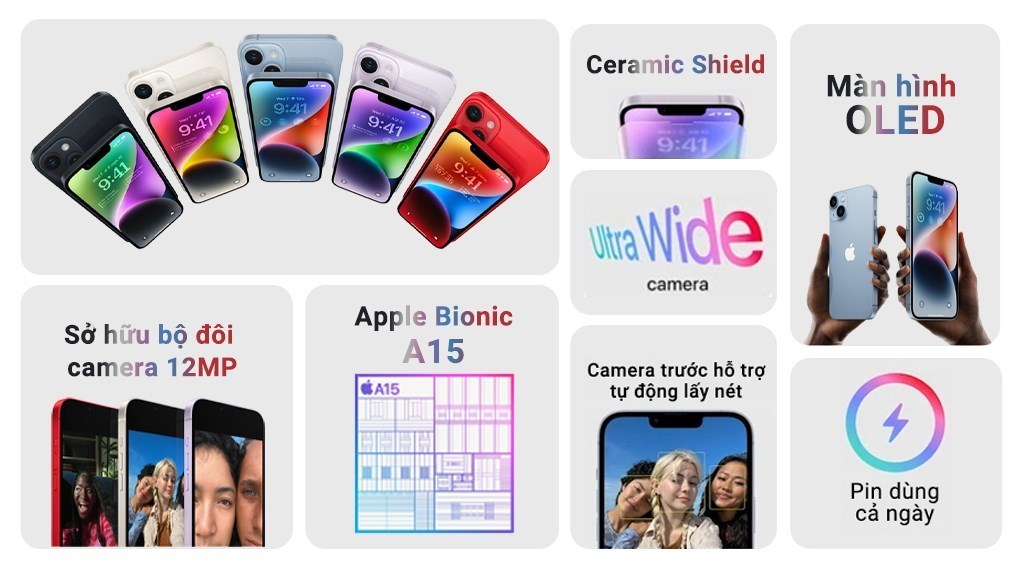 9:41
9:41
9:41
9:41
9:41
Ceramic Shield
9:41
Ultra Wide
camera
Màn hình
OLED
9:41
Sở hữu bộ đôi
camera 12MP
Apple Bionic
A15
A15
Camera trước hỗ trợ
tự động lấy nét
Pin dùng
cả ngày